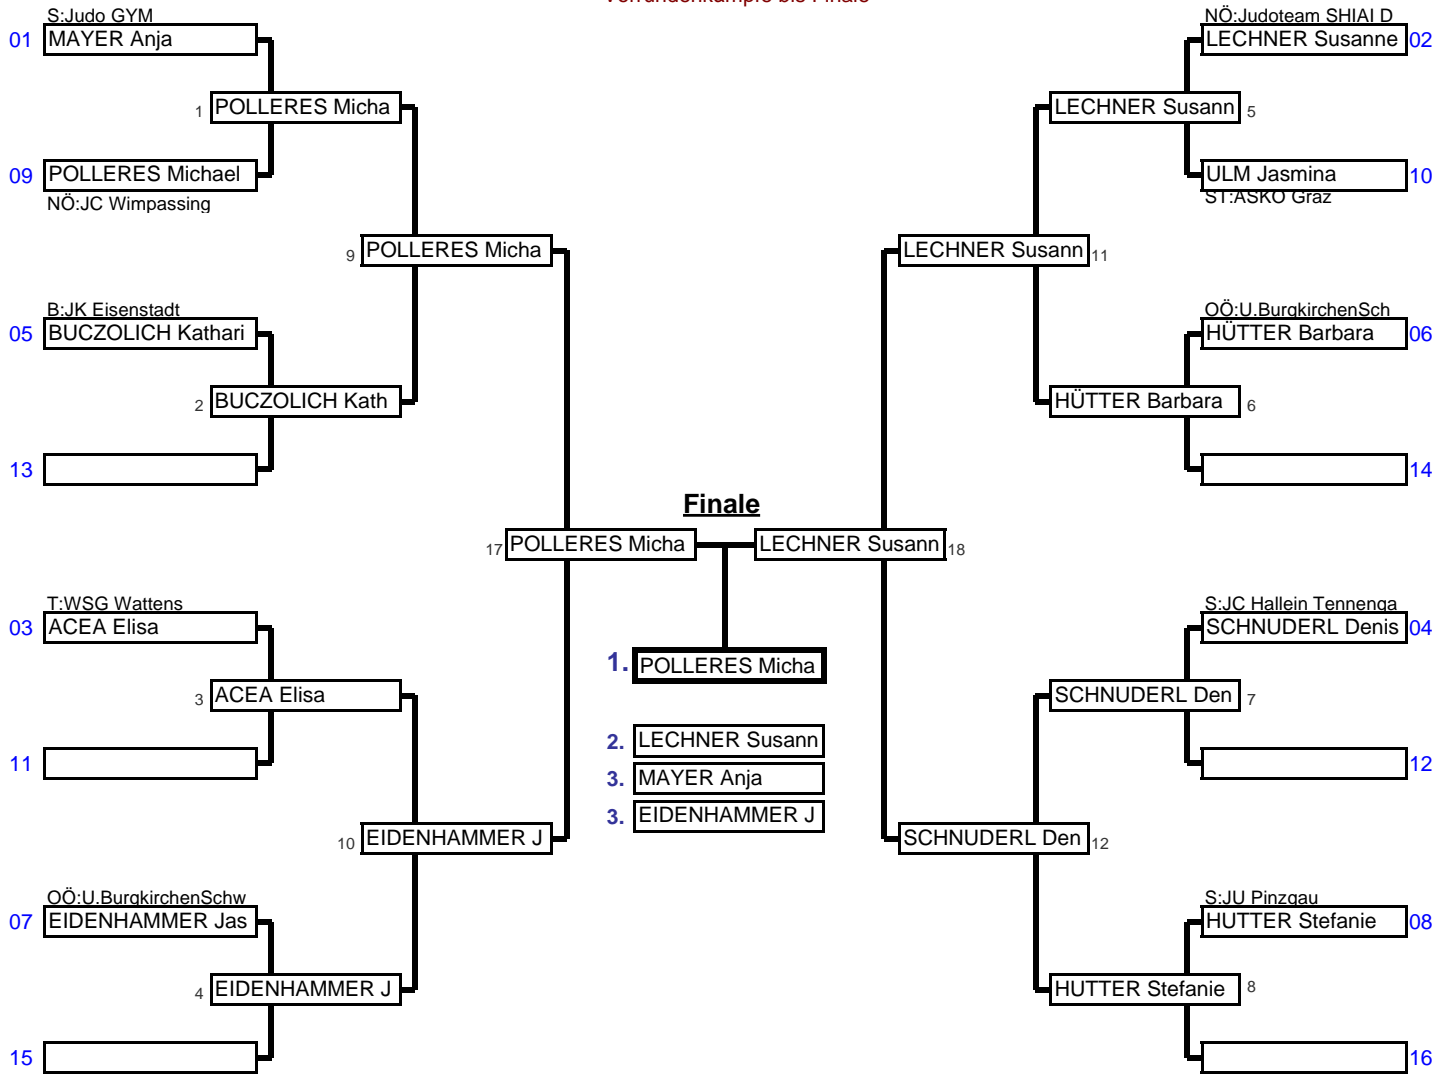 Vorrundenkämpfe bis Finale
S:Judo GYM
01 MAYER Anja
1 POLLERES Micha
09 POLLERES Michael
NÖ:JC Wimpassing
9 POLLERES Micha
B:JK Eisenstadt
05 BUCZOLICH Kathari
2 BUCZOLICH Kath
13
17 POLLERES Micha
T:WSG Wattens
03 ACEA Elisa
3 ACEA Elisa
11
10 EIDENHAMMER J
OÖ:U.BurgkirchenSchw
07 EIDENHAMMER Jas
4 EIDENHAMMER J
15
Finale
1. POLLERES Micha
2. LECHNER Susann
3. MAYER Anja
3. EIDENHAMMER J
NÖ:Judoteam SHIAI D
LECHNER Susanne 02
LECHNER Susann 5
ULM Jasmina 10
ST:ASKO Graz
LECHNER Susann 11
OÖ:U.BurgkirchenSch
HÜTTER Barbara 06
HÜTTER Barbara 6
14
LECHNER Susann 18
S:JC Hallein Tennenga
SCHNUDERL Denis 04
SCHNUDERL Den 7
12
SCHNUDERL Den 12
S:JU Pinzgau
HUTTER Stefanie 08
HUTTER Stefanie 8
16